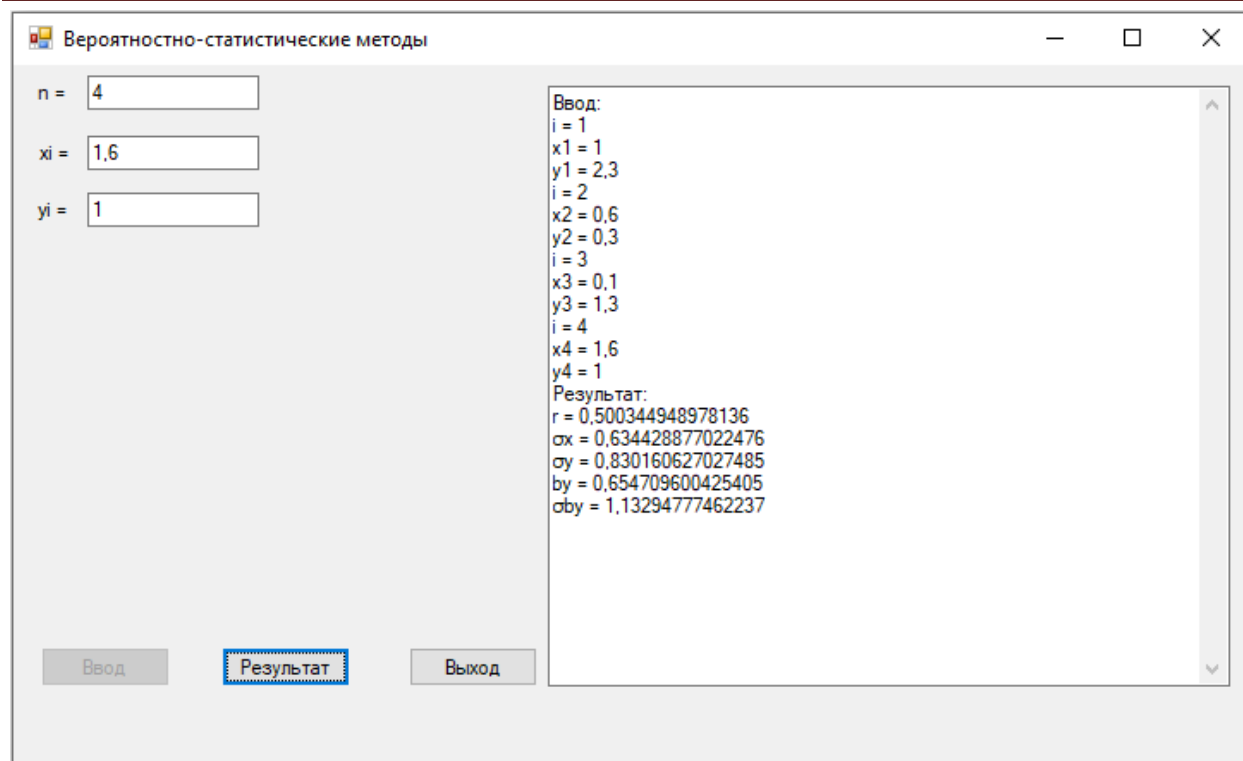 Вероятностно-статистические методы
n = 4
xi = 1,6
yi = 1
Ввод:
i = 1
x1 = 1
y1 = 2,3
i = 2
x2 = 0,6
y2 = 0,3
i = 3
x3 = 0,1
y3 = 1,3
i = 4
x4 = 1,6
y4 = 1
Результат:
r = 0,500344948978136
σx = 0,634428877022476
σy = 0,830160627027485
by = 0,654709600425405
σby = 1,13294777462237
Ввод Результат Выход